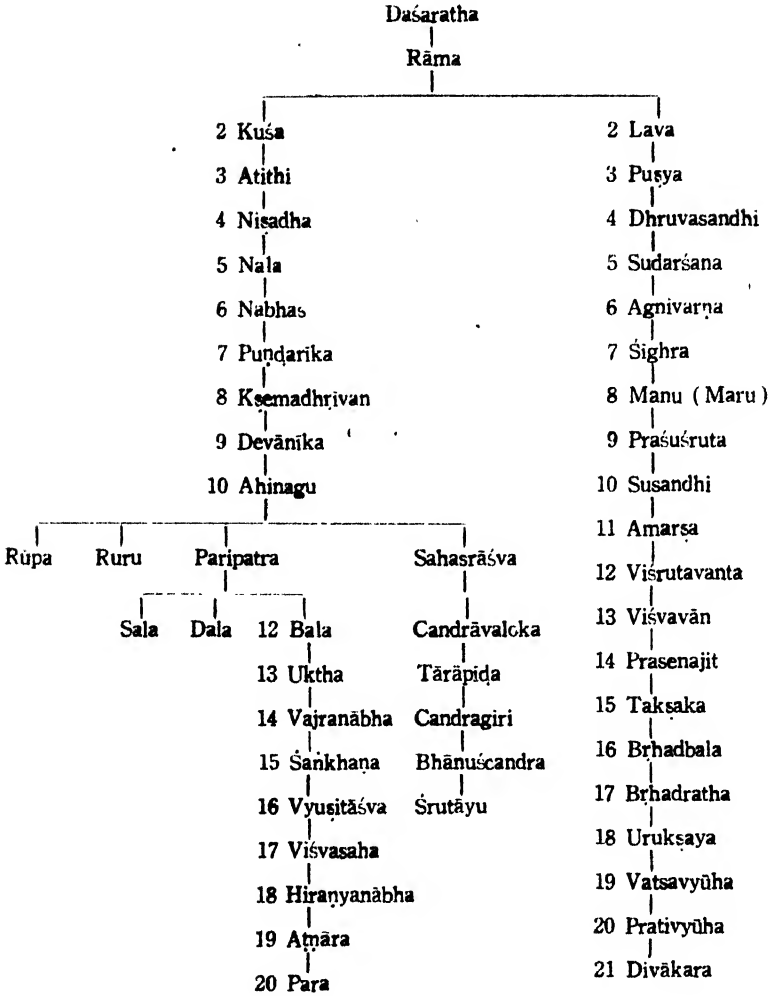 Daśaratha
Rāma
2 Kuśa 2 Lava
3 Atithi 3 Puṣya
4 Niṣadha 4 Dhruvasandhi
5 Nala 5 Sudarśana
6 Nabhas 6 Agnivarṇa
7 Puṇḍarika 7 Śighra
8 Kṣemadhṛivan 8 Manu ( Maru )
9 Devānīka 9 Praśuśruta
10 Ahinagu 10 Susandhi
11 Amarṣa
Rūpa Ruru Paripatra Sahasrāśva
12 Viśrutavanta
Sala Dala 12 Bala Candrāvaloka
13 Viśvavān
13 Uktha Tārāpiḍa
14 Prasenajit
14 Vajranābha Candragiri
15 Takṣaka
15 Śaṅkhaṇa Bhānuścandra
16 Bṛhadbala
16 Vyuṣitāśva Śrutāyu
17 Bṛhadratha
17 Viśvasaha
18 Urukṣaya
18 Hiraṇyanābha
19 Vatsavyūha
19 Aṭnāra
20 Prativyūha
20 Para
21 Divākara